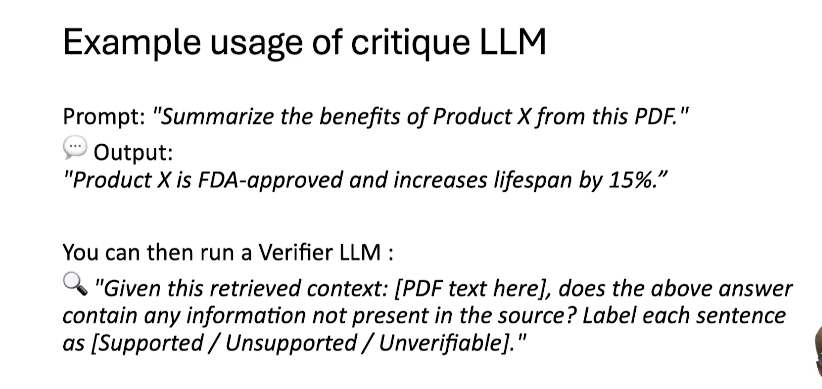 Example usage of critique LLM
Prompt: "Summarize the benefits of Product X from this PDF."
💬 Output:
"Product X is FDA-approved and increases lifespan by 15%.”
You can then run a Verifier LLM :
🔍 "Given this retrieved context: [PDF text here], does the above answer
contain any information not present in the source? Label each sentence
as [Supported / Unsupported / Unverifiable]."